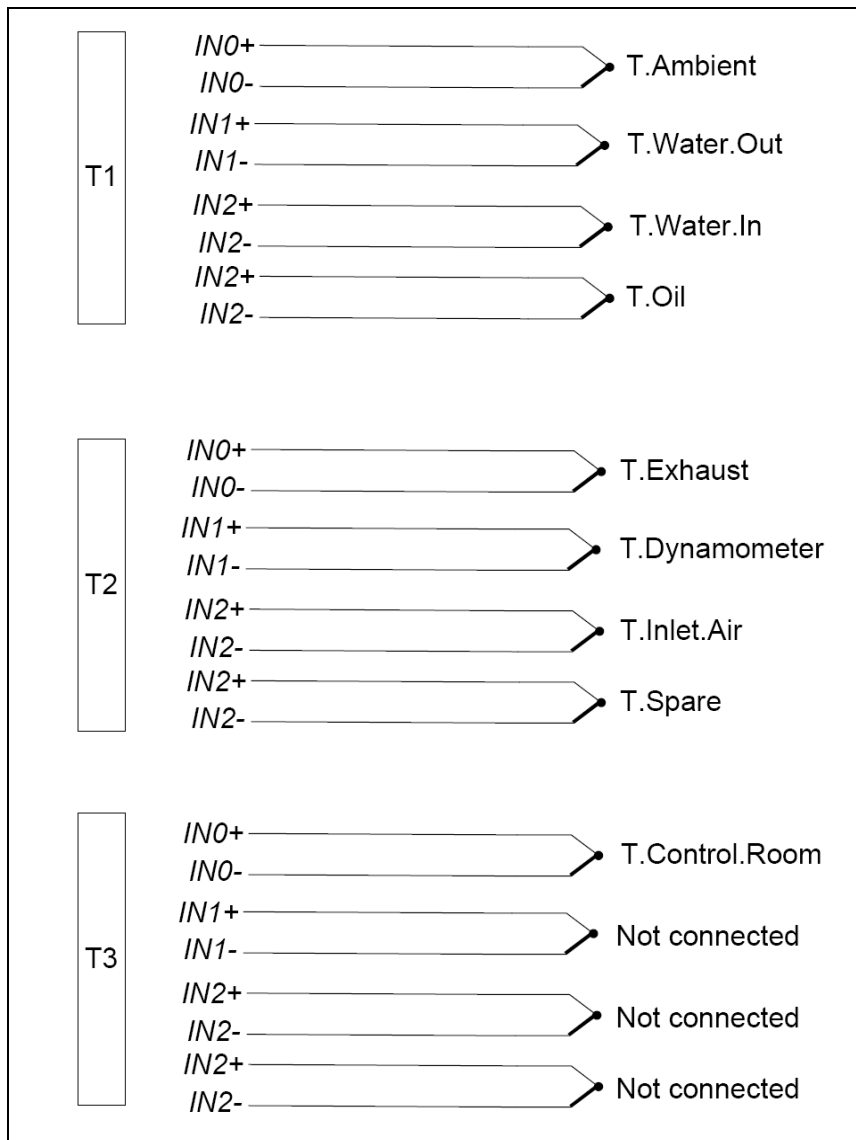 IN0+
T.Ambient
IN0-
IN1+
T.Water.Out
IN1-
T1
IN2+
T.Water.In
IN2-
IN2+
T.Oil
IN2-
IN0+
T.Exhaust
IN0-
IN1+
T.Dynamometer
IN1-
T2
IN2+
T.Inlet.Air
IN2-
IN2+
T.Spare
IN2-
IN0+
T.Control.Room
IN0-
IN1+
Not connected
IN1-
T3
IN2+
Not connected
IN2-
IN2+
Not connected
IN2-